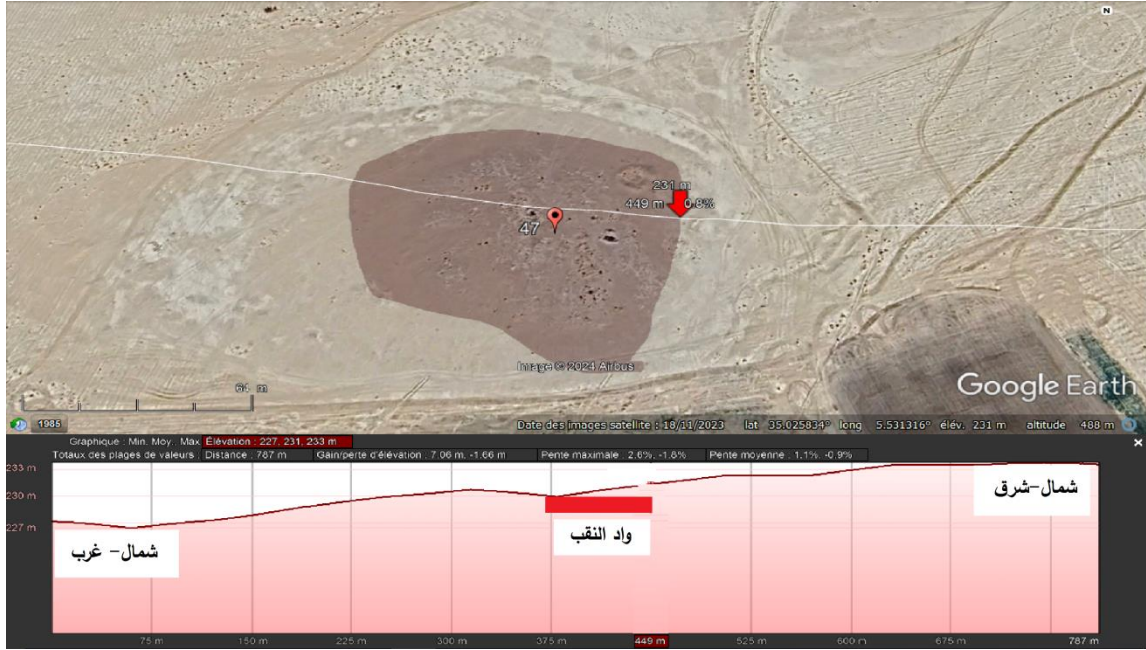 N
231 m
449 m 0.8%
47
Image © 2024 Airbus
64 m
Google Earth
1985
Date des images satellite : 18/11/2023 lat 35.025834° long 5.531316° élév. 231 m altitude 488 m
Graphique : Min. Moy.. Max Élévation : 227, 231, 233 m
Totaux des plages de valeurs : Distance : 787 m Gain/perte d'élévation : 7.06 m, -1.66 m Pente maximale : 2.6%, -1.8% Pente moyenne : 1.1%, -0.9%
233 m
230 m
227 m
شمال-شرق
واد النقب
شمال- غرب
75 m 150 m 225 m 300 m 375 m 449 m 525 m 600 m 675 m 787 m